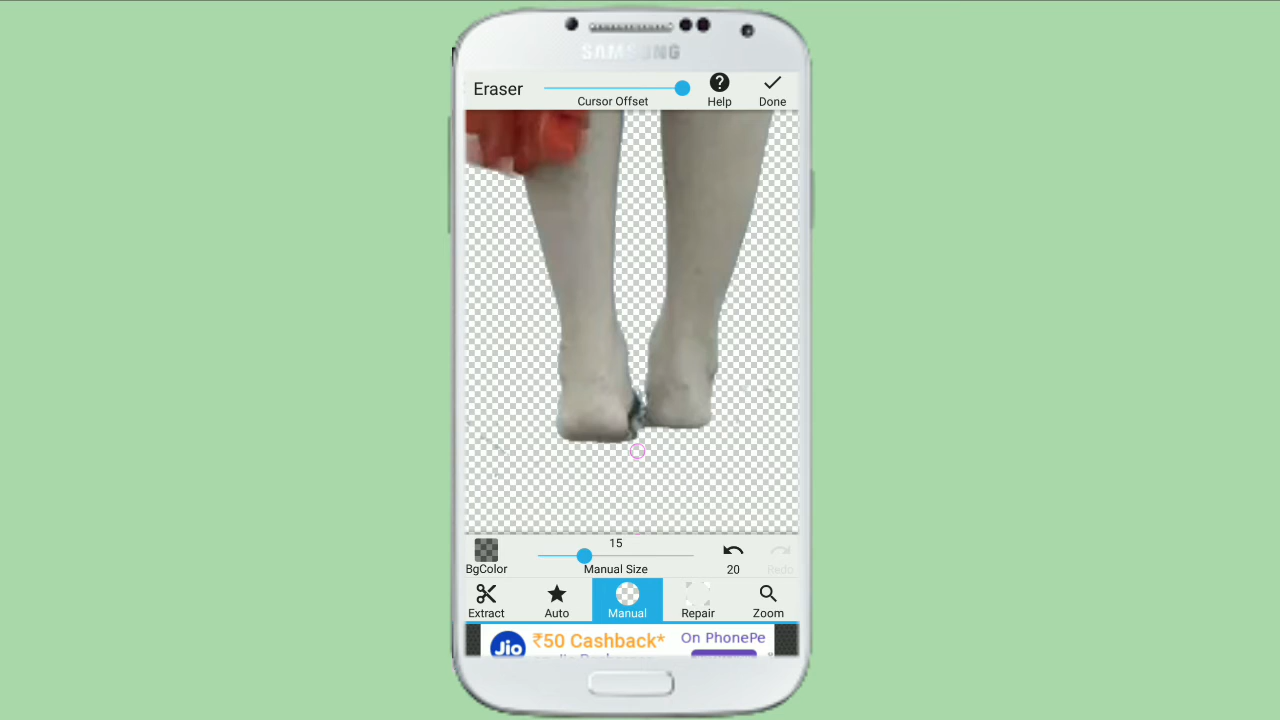 SAMSUNG
Eraser
Cursor Offset
Help
Done
15
BgColor
Manual Size
20
Redo
Extract
Auto
Manual
Repair
Zoom
Jio
₹50 Cashback*
On PhonePe